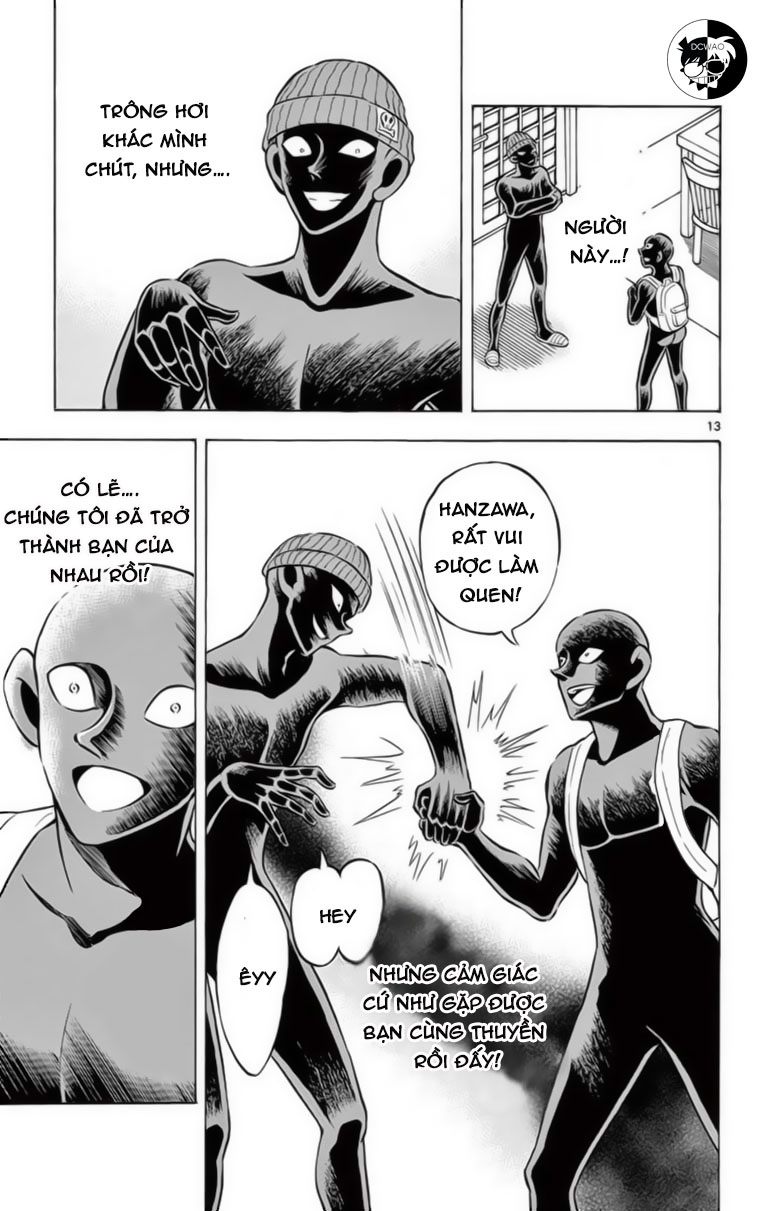 DCWAO
NGƯỜI
NÀY...!
TRÔNG HƠI
KHÁC MÌNH
CHÚT, NHƯNG....
13
HANZAWA,
RẤT VUI
ĐƯỢC LÀM
QUEN!
HEY
ÊYY
NHƯNG CẢM GIÁC
CỨ NHƯ GẶP ĐƯỢC
BẠN CÙNG THUYỀN
RỒI ĐẤY!
CÓ LẼ....
CHÚNG TÔI ĐÃ TRỞ
THÀNH BẠN CỦA
NHAU RỒI!